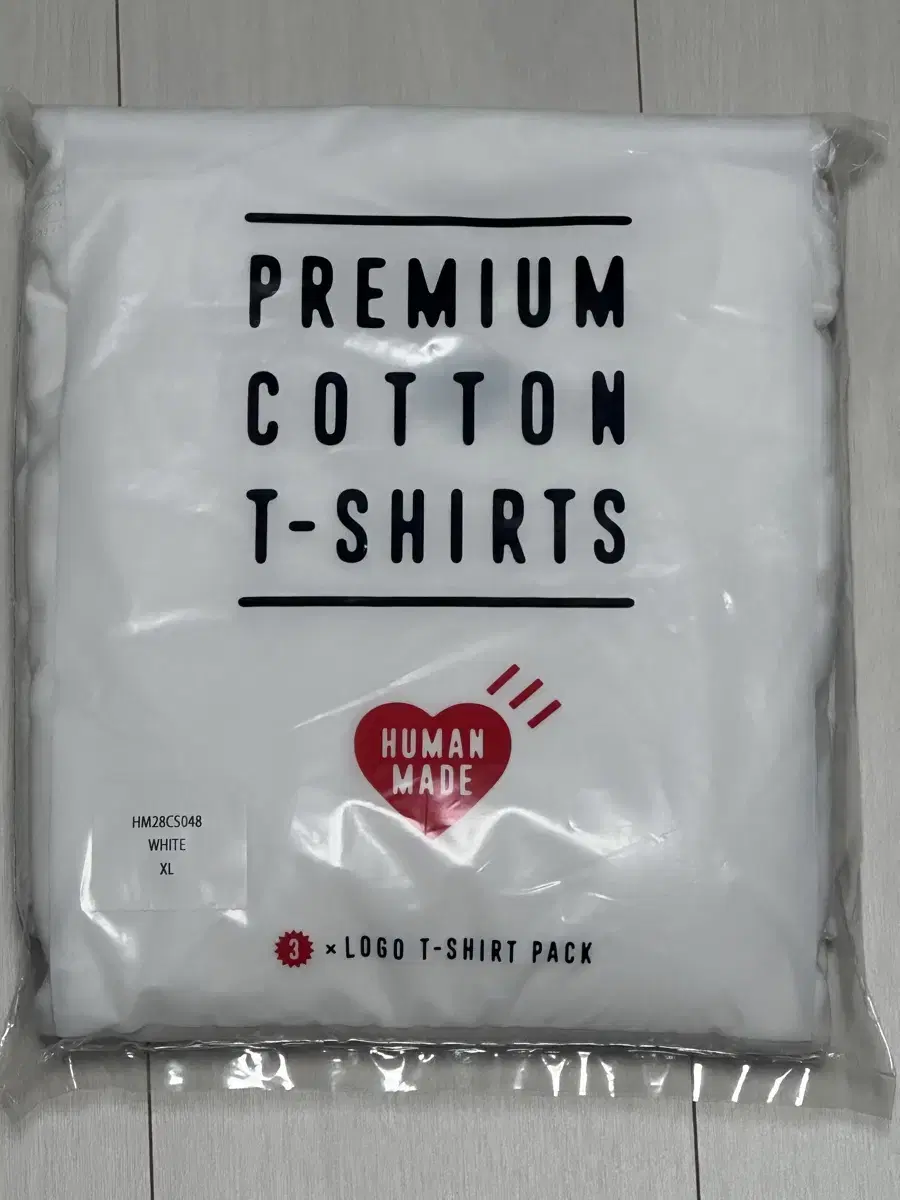 PREMIUM
COTTON
T-SHIRTS
HUMAN
MADE
HM28CS048
WHITE
XL
3 × LOGO T-SHIRT PACK